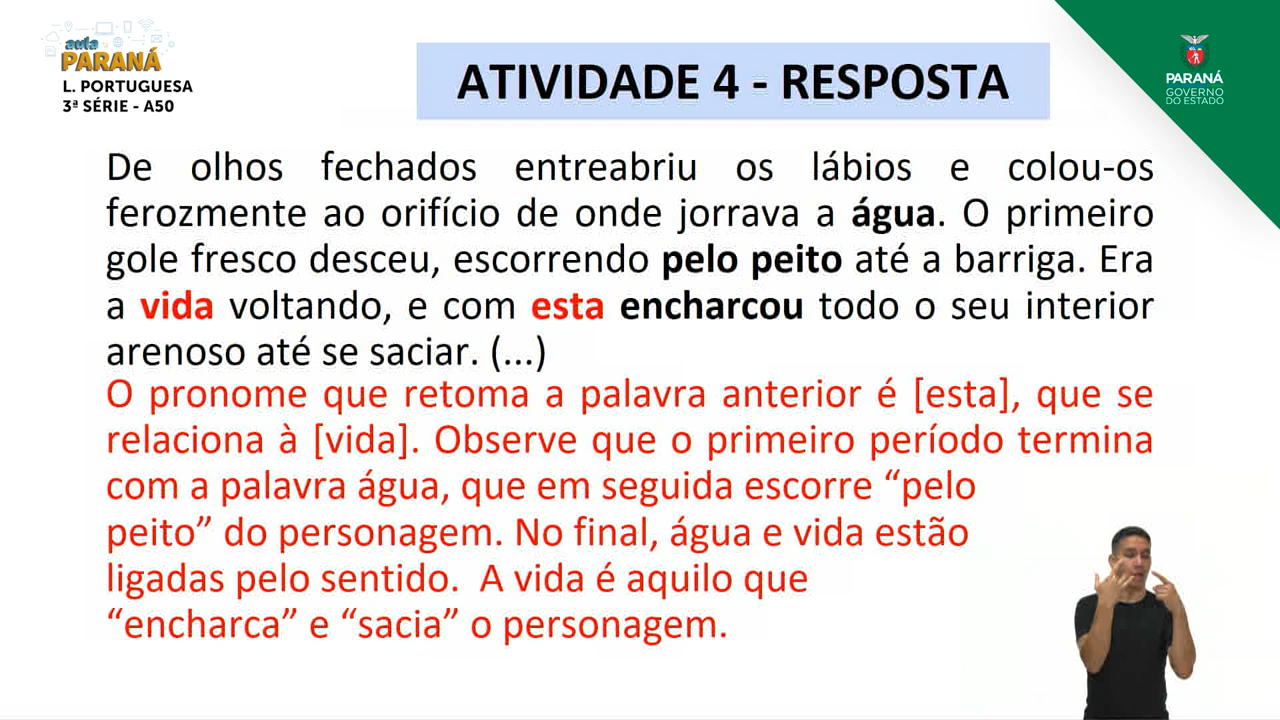 aula
PARANÁ
L. PORTUGUESA
3ª SÉRIE - A50
ATIVIDADE 4 - RESPOSTA
PARANÁ
GOVERNO
DO ESTADO
De olhos fechados entreabriu os lábios e colou-os
ferozmente ao orifício de onde jorrava a água. O primeiro
gole fresco desceu, escorrendo pelo peito até a barriga. Era
a vida voltando, e com esta encharcou todo o seu interior
arenoso até se saciar. (...)
O pronome que retoma a palavra anterior é [esta], que se
relaciona à [vida]. Observe que o primeiro período termina
com a palavra água, que em seguida escorre “pelo
peito” do personagem. No final, água e vida estão
ligadas pelo sentido.  A vida é aquilo que
“encharca” e “sacia” o personagem.